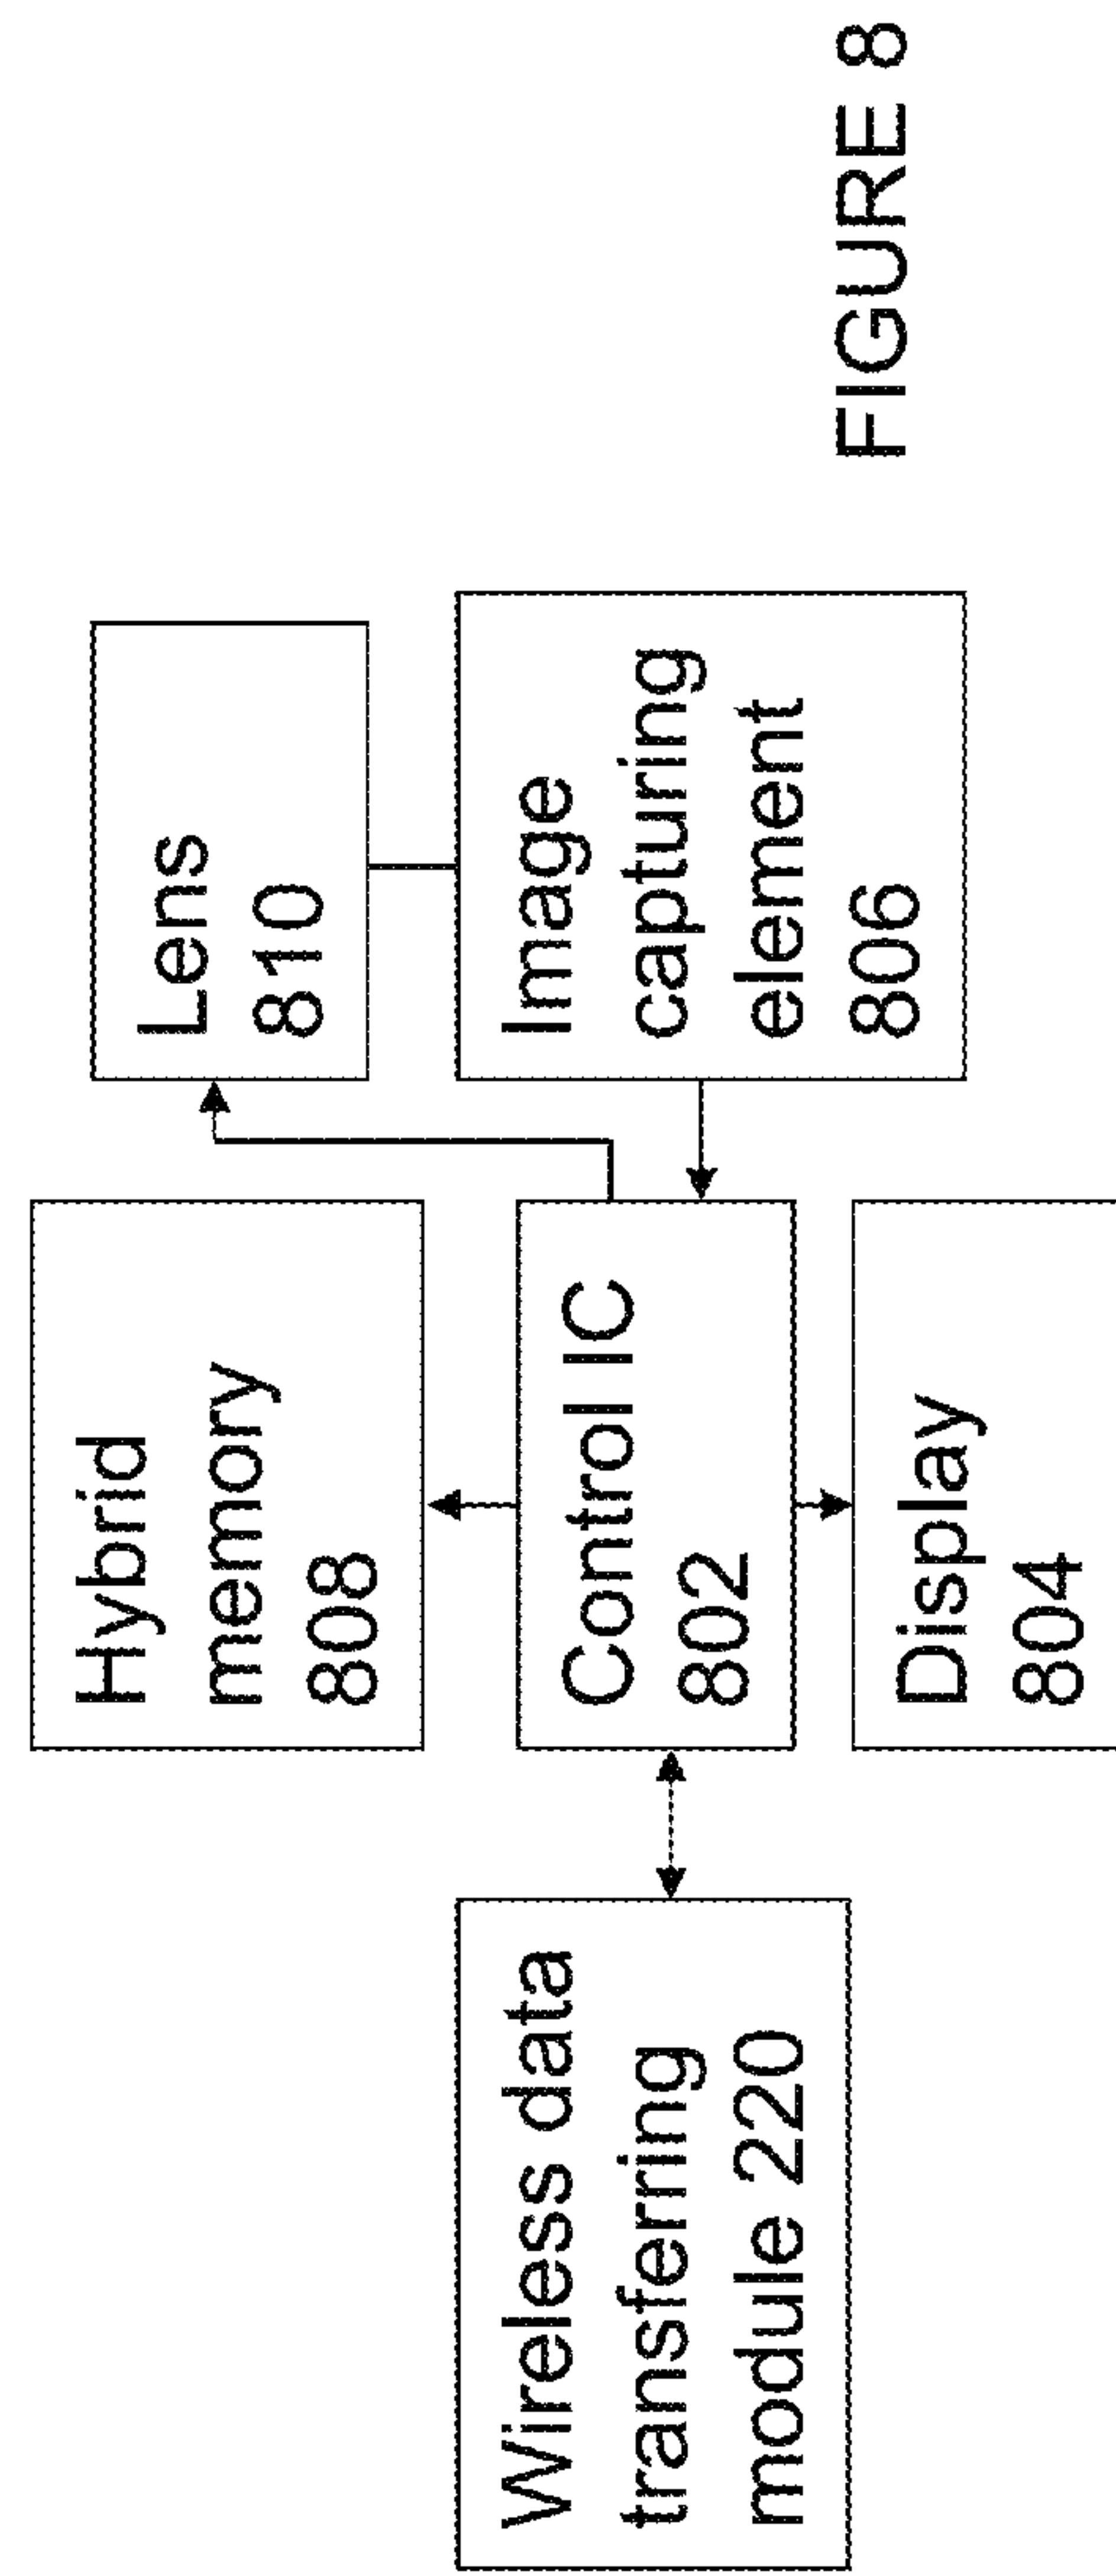 Hybrid
memory
808
Lens
810
Wireless data
transferring
module 220
Control IC
802
Image
capturing
element
806
Display
804
FIGURE 8